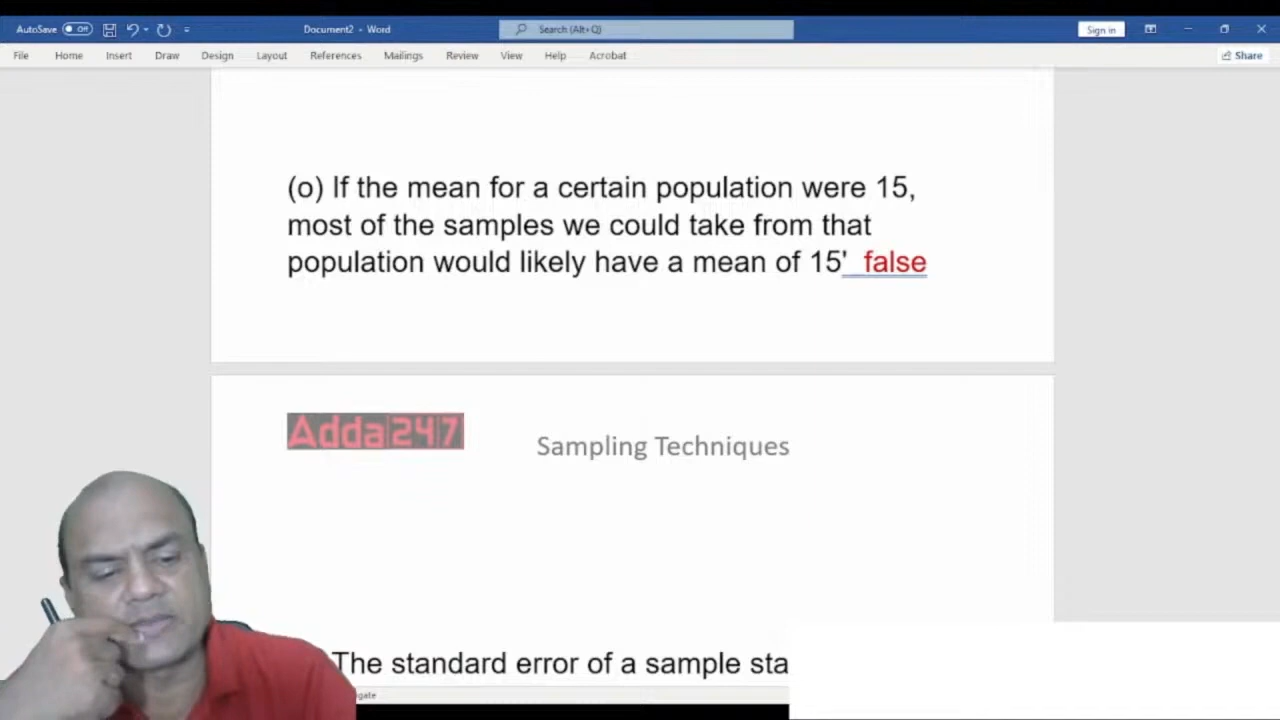 AutoSave Off Document2 - Word Search (Alt+Q) Sign in
File Home Insert Draw Design Layout References Mailings Review View Help Acrobat Share
(o) If the mean for a certain population were 15,
most of the samples we could take from that
population would likely have a mean of 15' false
Adda247
Sampling Techniques
The standard error of a sample sta
gate